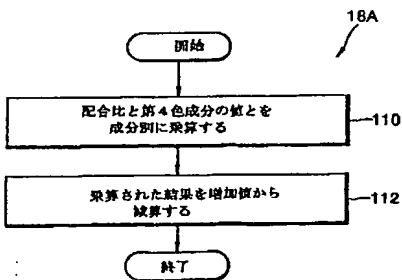 18A
開始
配合比と第4色成分の値とを
成分別に乗算する
110
乗算された結果を増加値から
減算する
112
終了